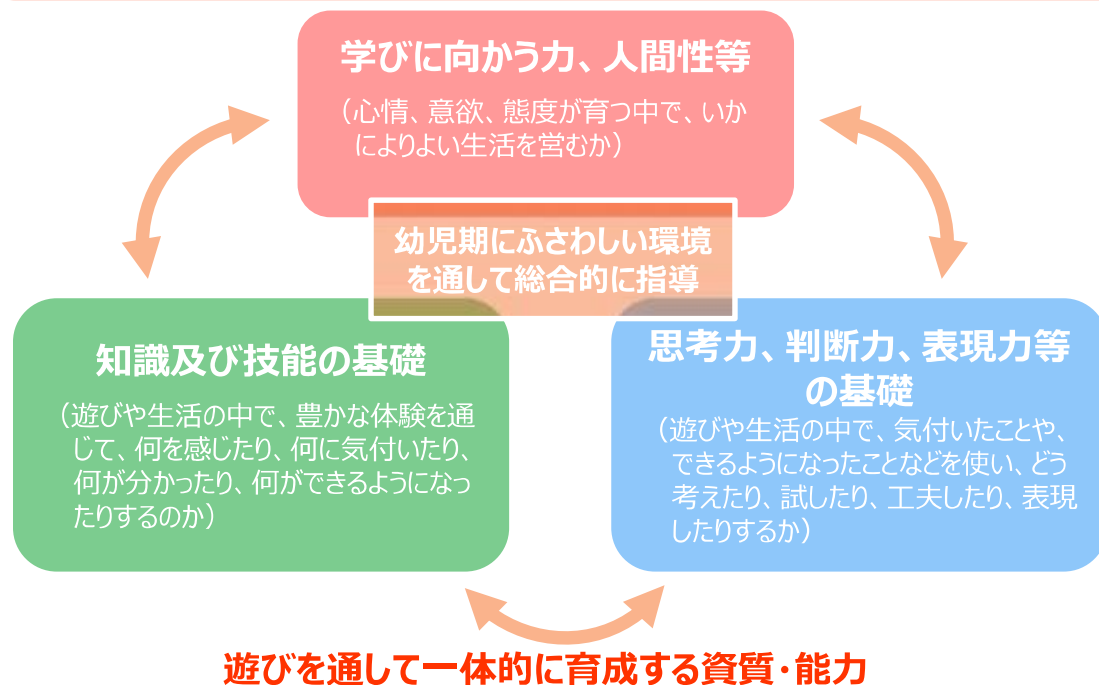 学びに向かう力、人間性等
（心情、意欲、態度が育つ中で、いか
によりよい生活を営むか）
幼児期にふさわしい環境
を通して総合的に指導
知識及び技能の基礎
（遊びや生活の中で、豊かな体験を通
じて、何を感じたり、何に気付いたり、
何が分かったり、何ができるようになっ
たりするのか）
思考力、判断力、表現力等
の基礎
（遊びや生活の中で、気付いたことや、
できるようになったことなどを使い、どう
考えたり、試したり、工夫したり、表現
したりするか）
遊びを通して一体的に育成する資質・能力